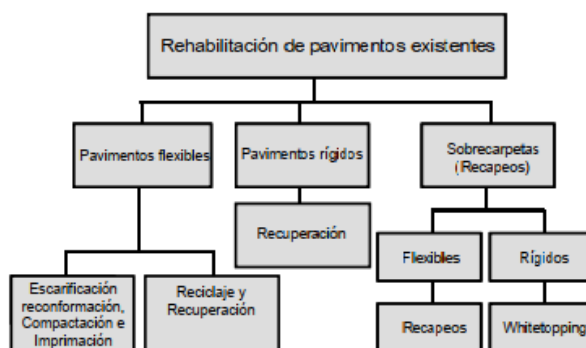 Rehabilitación de pavimentos existentes
Pavimentos flexibles
Pavimentos rígidos
Sobrecarpetas
(Recapeos)
Recuperación
Flexibles
Rígidos
Escarificación
reconformación,
Compactación e
Imprimación
Reciclaje y
Recuperación
Recapeos
Whitetopping